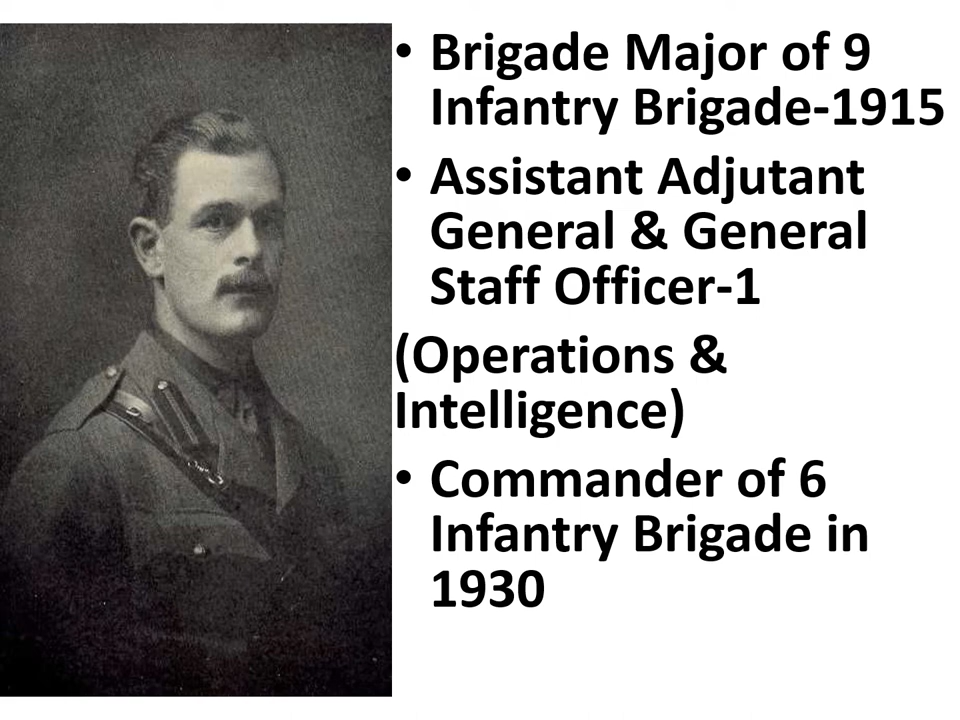 • Brigade Major of 9
Infantry Brigade-1915
• Assistant Adjutant
General & General
Staff Officer-1
(Operations &
Intelligence)
• Commander of 6
Infantry Brigade in
1930